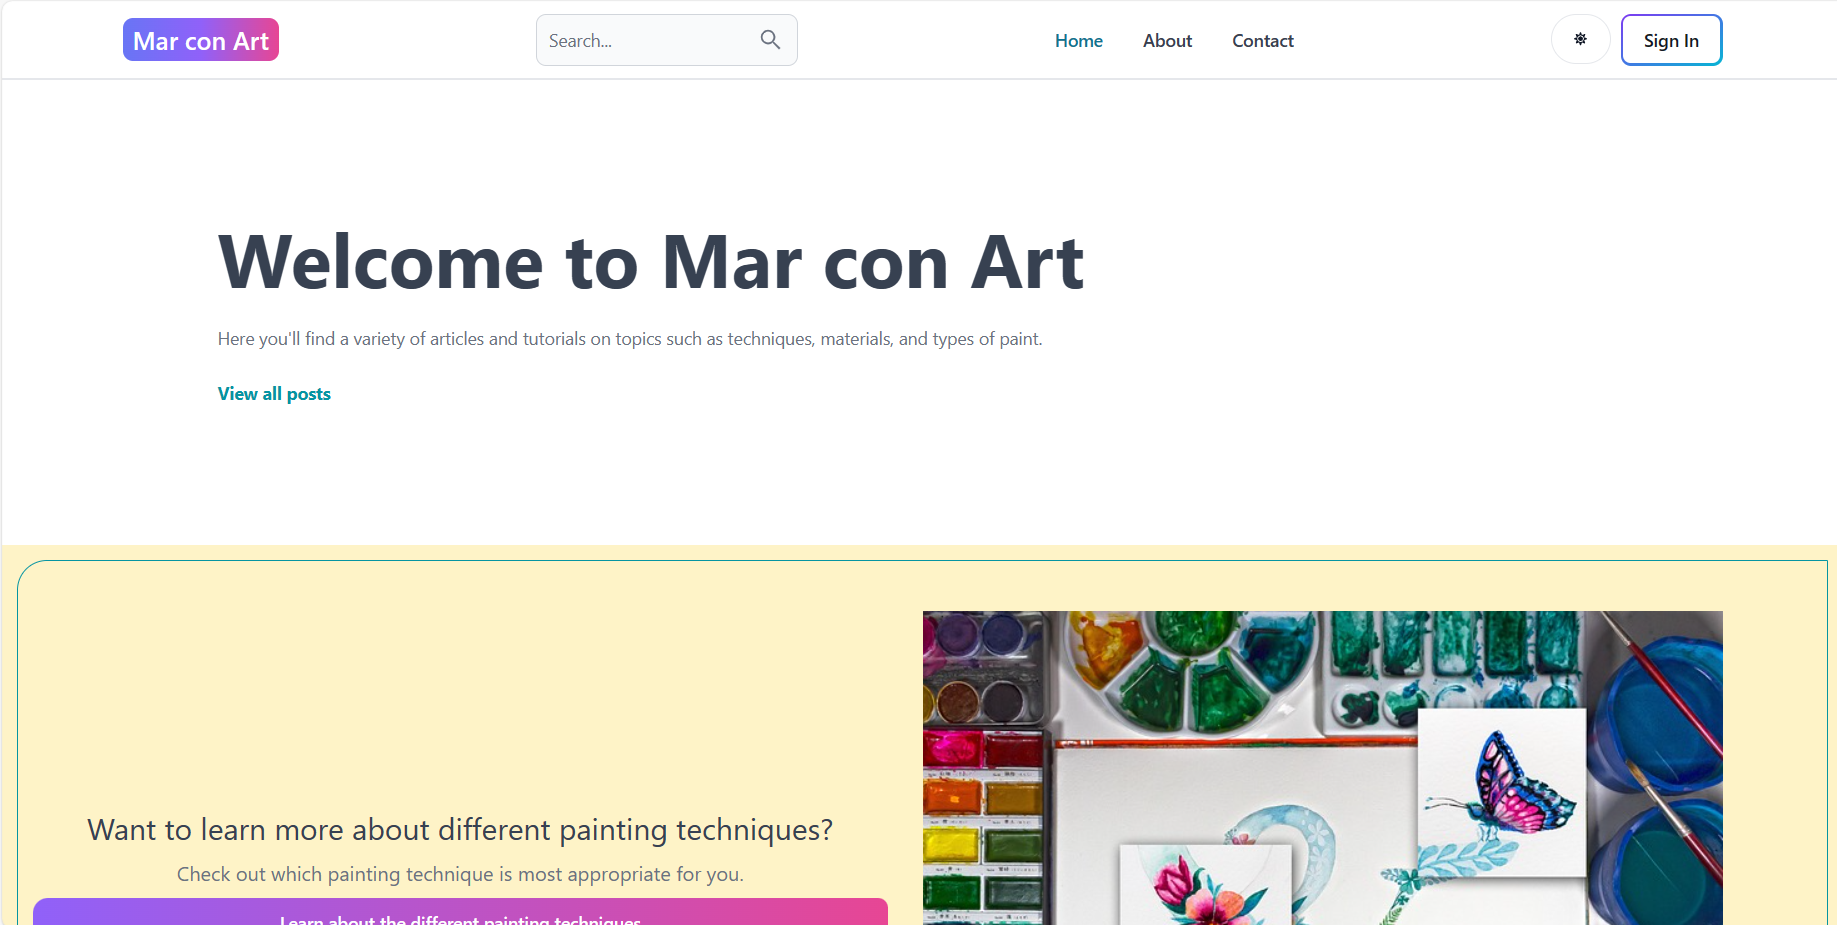 Mar con Art
Search...
Home
About
Contact
Sign In
Welcome to Mar con Art
Here you'll find a variety of articles and tutorials on topics such as techniques, materials, and types of paint.
View all posts
Want to learn more about different painting techniques?
Check out which painting technique is most appropriate for you.
Learn about the different painting techniques